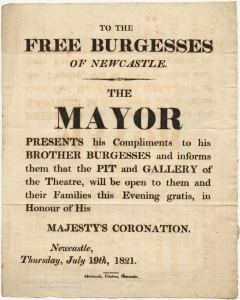 TO THE
FREE BURGESSES
OF NEWCASTLE.
THE
MAYOR
PRESENTS his Compliments to his
BROTHER BURGESSES and informs
them that the PIT and GALLERY of
the Theatre, will be open to them and
their Families this Evening gratis, in
Honour of His
MAJESTY'S CORONATION.
Newcastle,
Thursday, July 19th, 1821.
Printers, Newcastle.